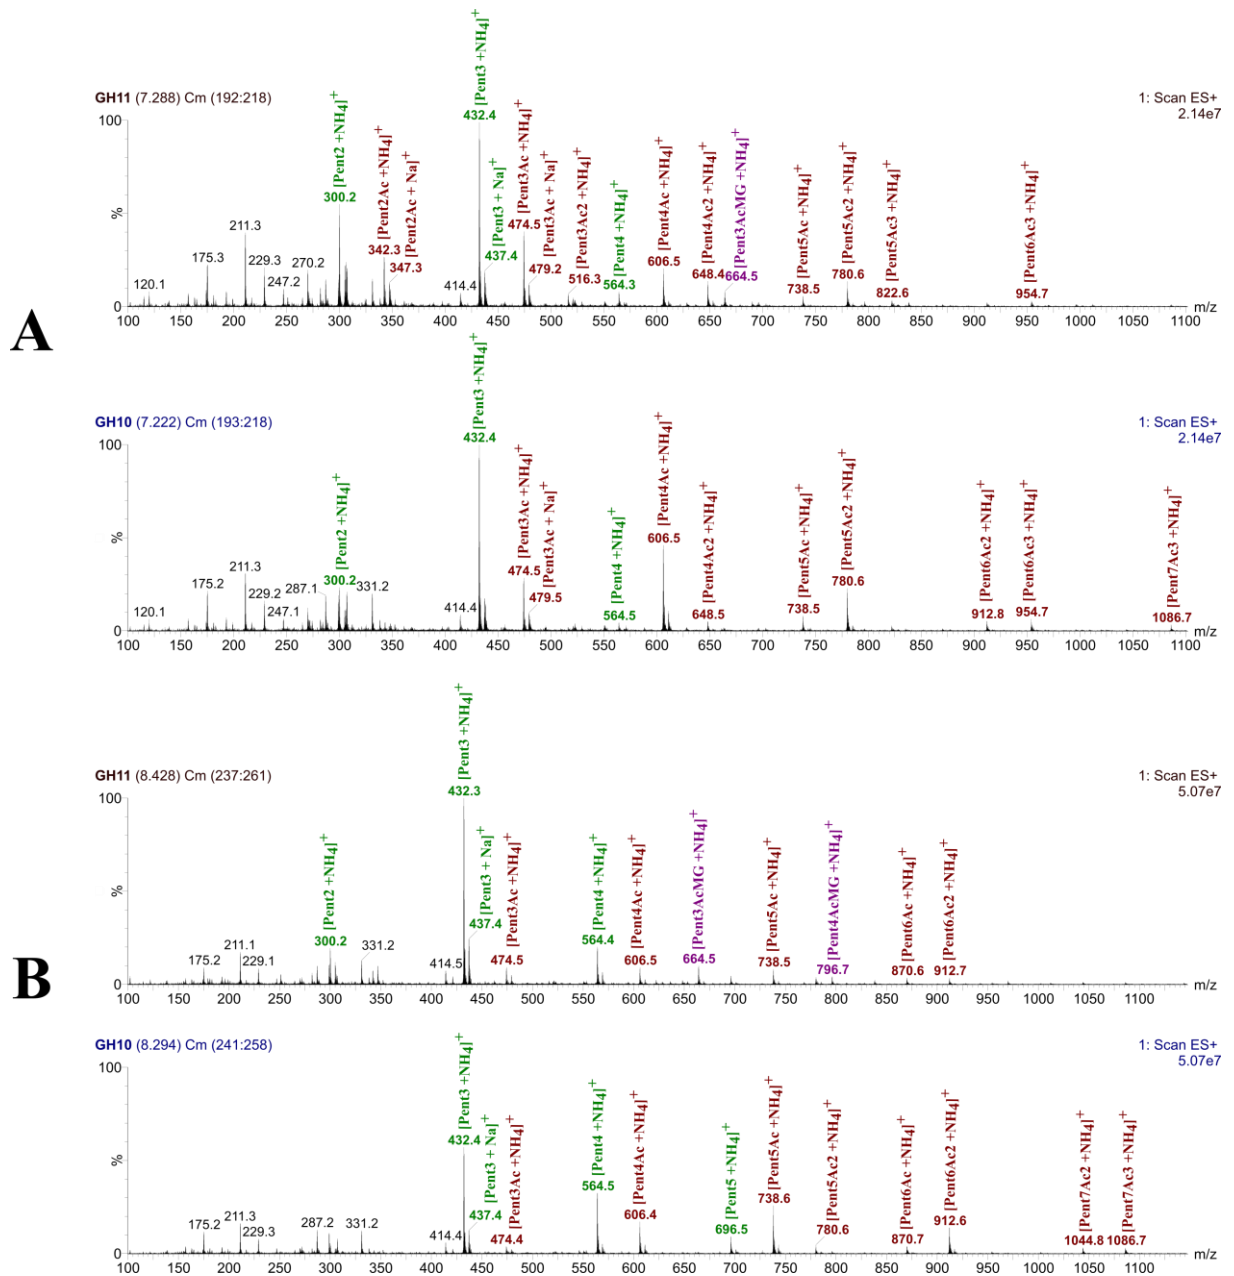 A
GH11 (7.288) Cm (192:218)
1: Scan ES+
2.14e7
100
%
0
120.1
175.3
211.3
229.3
247.2
270.2
300.2 [Pent2 +NH4]+
342.3 [Pent2Ac +NH4]+
347.3 [Pent2Ac + Na]+
414.4
432.4 [Pent3 +NH4]+
437.4 [Pent3 + Na]+
474.5 [Pent3Ac +NH4]+
479.2 [Pent3Ac + Na]+
516.3 [Pent3Ac2 +NH4]+
564.3 [Pent4 +NH4]+
606.5 [Pent4Ac +NH4]+
648.4 [Pent4Ac2 +NH4]+
664.5 [Pent3AcMG +NH4]+
738.5 [Pent5Ac +NH4]+
780.6 [Pent5Ac2 +NH4]+
822.6 [Pent5Ac3 +NH4]+
954.7 [Pent6Ac3 +NH4]+
100 150 200 250 300 350 400 450 500 550 600 650 700 750 800 850 900 950 1000 1050 1100 m/z
GH10 (7.222) Cm (193:218)
1: Scan ES+
2.14e7
100
%
0
120.1
175.2
211.3
229.2
247.1
287.1
300.2 [Pent2 +NH4]+
331.2
414.4
432.4 [Pent3 +NH4]+
474.5 [Pent3Ac +NH4]+
479.5 [Pent3Ac + Na]+
564.5 [Pent4 +NH4]+
606.5 [Pent4Ac +NH4]+
648.5 [Pent4Ac2 +NH4]+
738.5 [Pent5Ac +NH4]+
780.6 [Pent5Ac2 +NH4]+
912.8 [Pent6Ac2 +NH4]+
954.7 [Pent6Ac3 +NH4]+
1086.7 [Pent7Ac3 +NH4]+
100 150 200 250 300 350 400 450 500 550 600 650 700 750 800 850 900 950 1000 1050 1100 m/z
B
GH11 (8.428) Cm (237:261)
1: Scan ES+
5.07e7
100
%
0
175.2
211.1
229.1
300.2 [Pent2 +NH4]+
331.2
414.5
432.3 [Pent3 +NH4]+
437.4 [Pent3 + Na]+
474.5 [Pent3Ac +NH4]+
564.4 [Pent4 +NH4]+
606.5 [Pent4Ac +NH4]+
664.5 [Pent3AcMG +NH4]+
738.5 [Pent5Ac +NH4]+
796.7 [Pent4AcMG +NH4]+
870.6 [Pent6Ac +NH4]+
912.7 [Pent6Ac2 +NH4]+
100 150 200 250 300 350 400 450 500 550 600 650 700 750 800 850 900 950 1000 1050 1100 m/z
GH10 (8.294) Cm (241:258)
1: Scan ES+
5.07e7
100
%
0
175.2
211.3
229.3
287.2
331.2
414.4
432.4 [Pent3 +NH4]+
437.4 [Pent3 + Na]+
474.4 [Pent3Ac +NH4]+
564.5 [Pent4 +NH4]+
606.4 [Pent4Ac +NH4]+
696.5 [Pent5 +NH4]+
738.6 [Pent5Ac +NH4]+
780.6 [Pent5Ac2 +NH4]+
870.7 [Pent6Ac +NH4]+
912.6 [Pent6Ac2 +NH4]+
1044.8 [Pent7Ac2 +NH4]+
1086.7 [Pent7Ac3 +NH4]+
100 150 200 250 300 350 400 450 500 550 600 650 700 750 800 850 900 950 1000 1050 1100 m/z